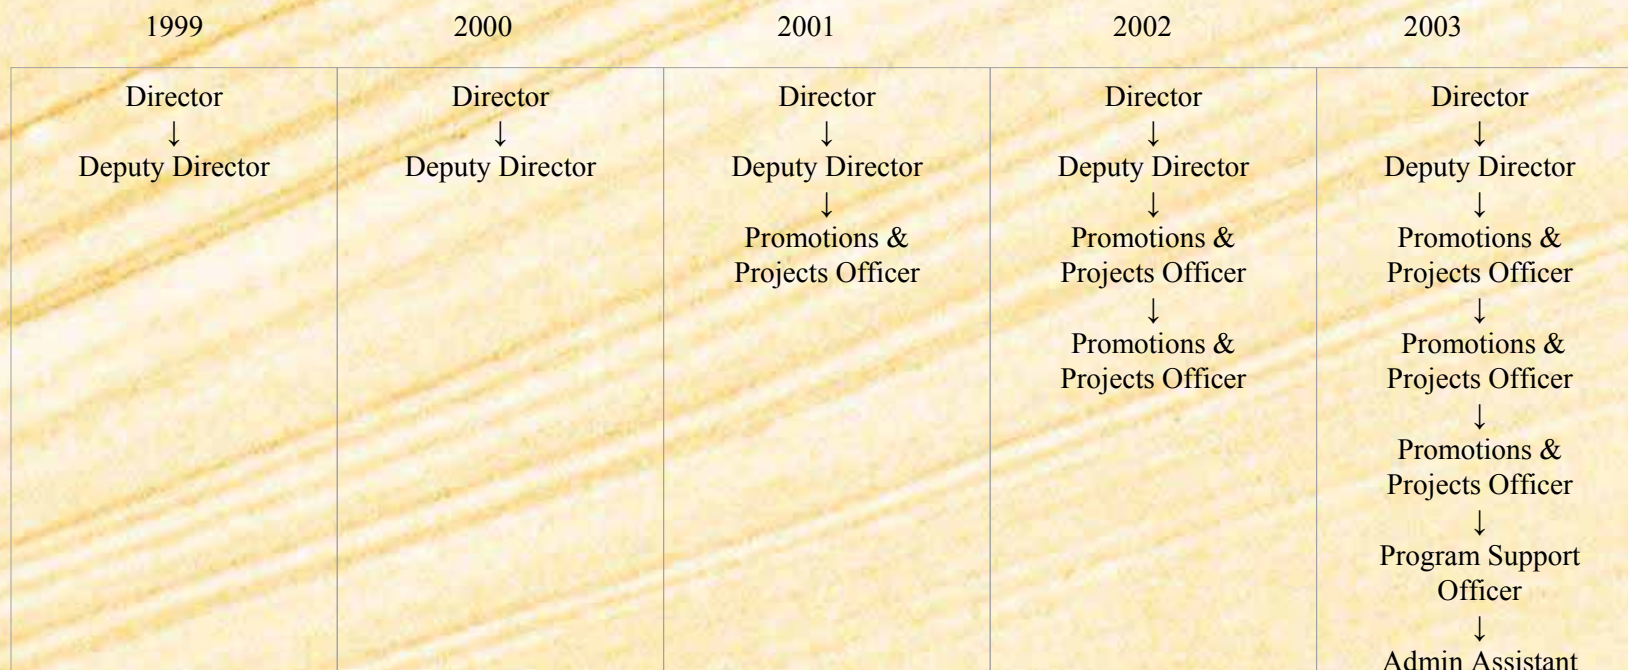 1999 2000 2001 2002 2003
Director
↓
Deputy Director
Director
↓
Deputy Director
Director
↓
Deputy Director
↓
Promotions &
Projects Officer
Director
↓
Deputy Director
↓
Promotions &
Projects Officer
↓
Promotions &
Projects Officer
Director
↓
Deputy Director
↓
Promotions &
Projects Officer
↓
Promotions &
Projects Officer
↓
Promotions &
Projects Officer
↓
Program Support
Officer
↓
Admin Assistant